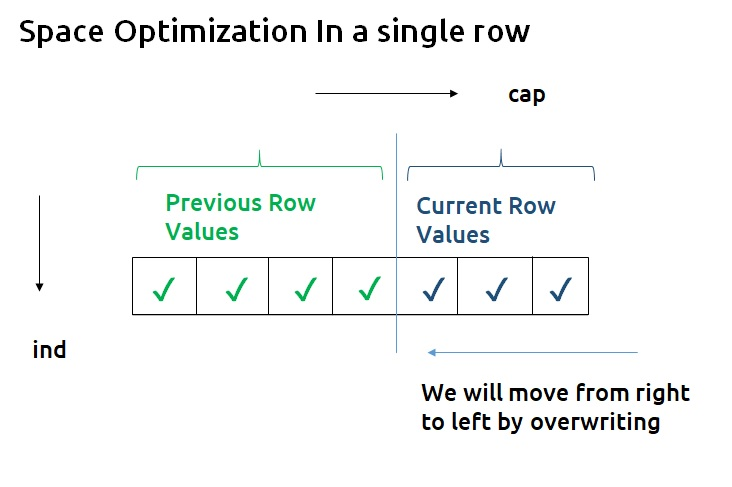 Space Optimization In a single row
cap
Previous Row
Values
Current Row
Values
ind
We will move from right
to left by overwriting